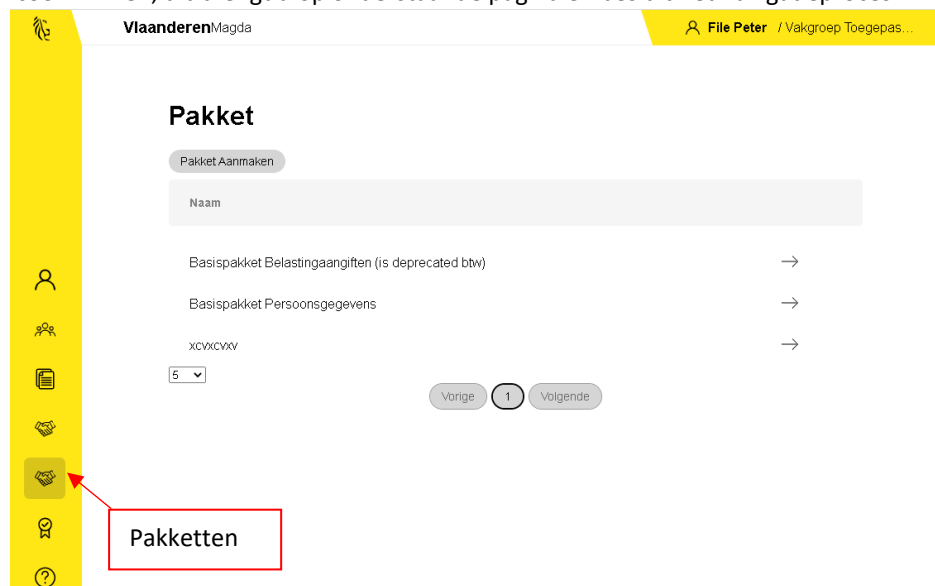 VlaanderenMagda
File Peter / Vakgroep Toegepas...
Pakket
Pakket Aanmaken
Naam
Basispakket Belastingaangiften (is deprecated btw)
Basispakket Persoonsgegevens
xcvxcvxv
5
Vorige 1 Volgende
Pakketten